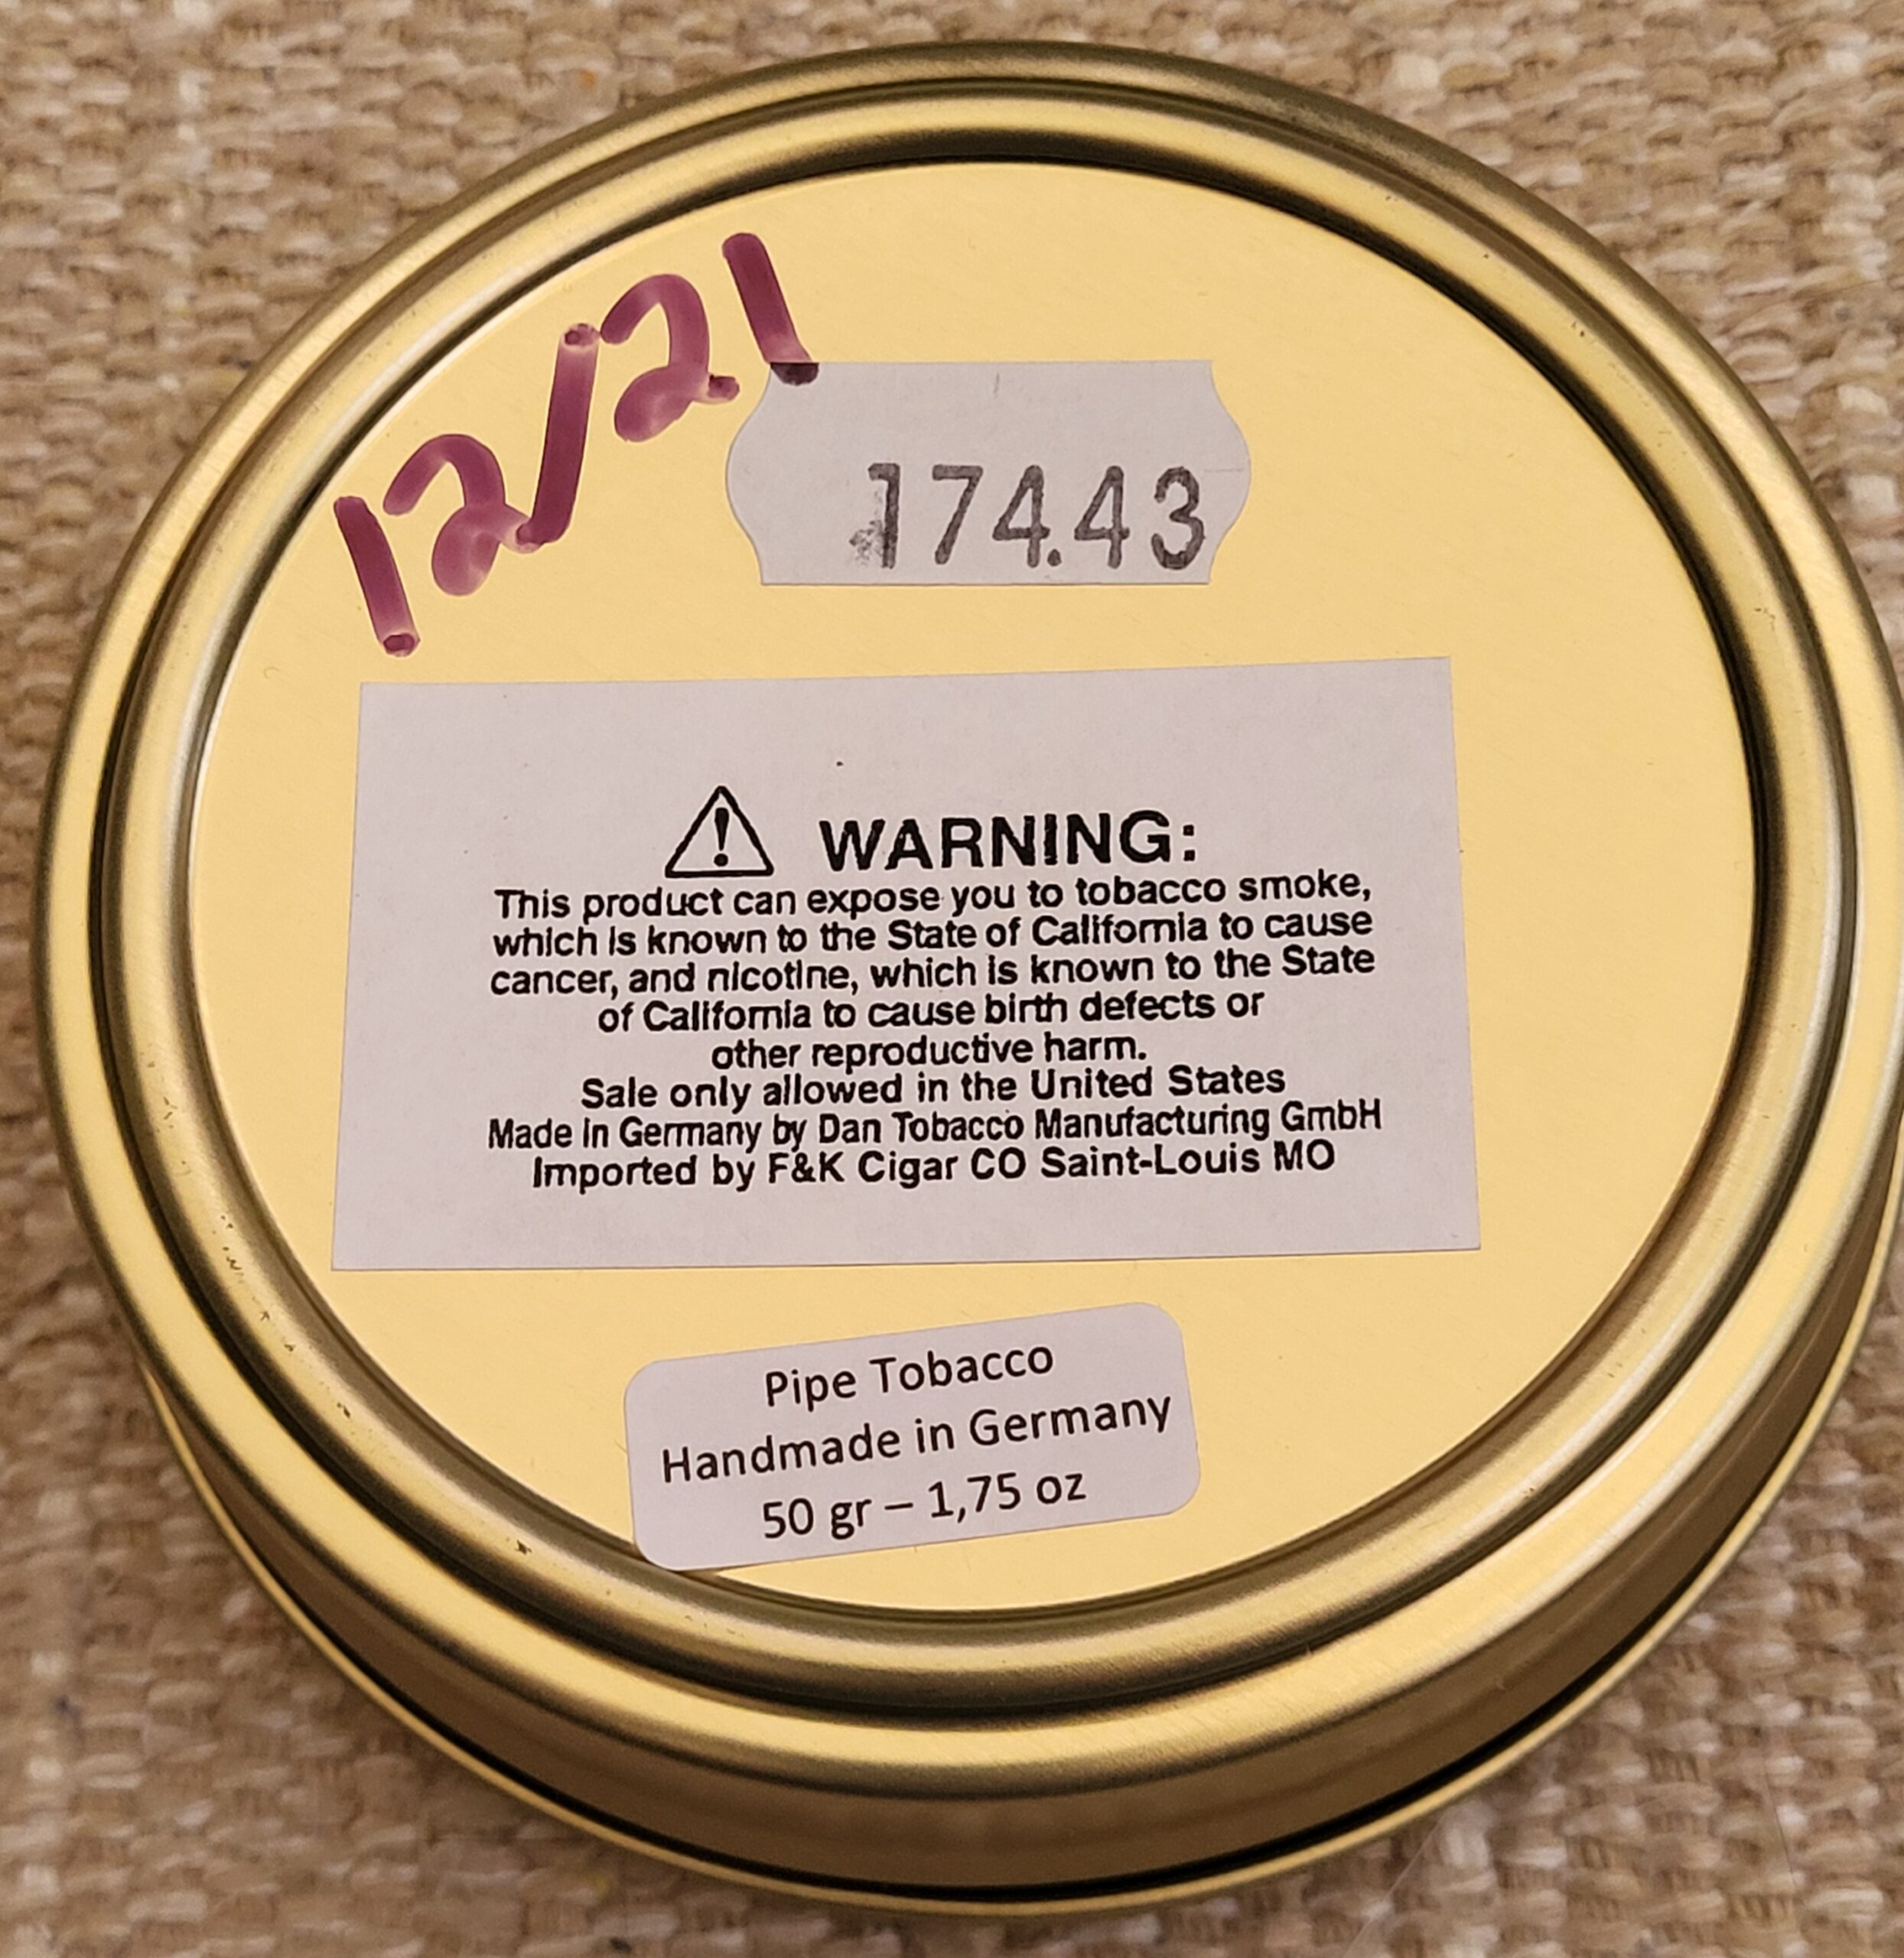 12/21
174.43
WARNING:
This product can expose you to tobacco smoke,
which is known to the State of California to cause
cancer, and nicotine, which is known to the State
of California to cause birth defects or
other reproductive harm.
Sale only allowed in the United States
Made in Germany by Dan Tobacco Manufacturing GmbH
Imported by F&K Cigar CO Saint-Louis MO
Pipe Tobacco
Handmade in Germany
50 gr – 1,75 oz